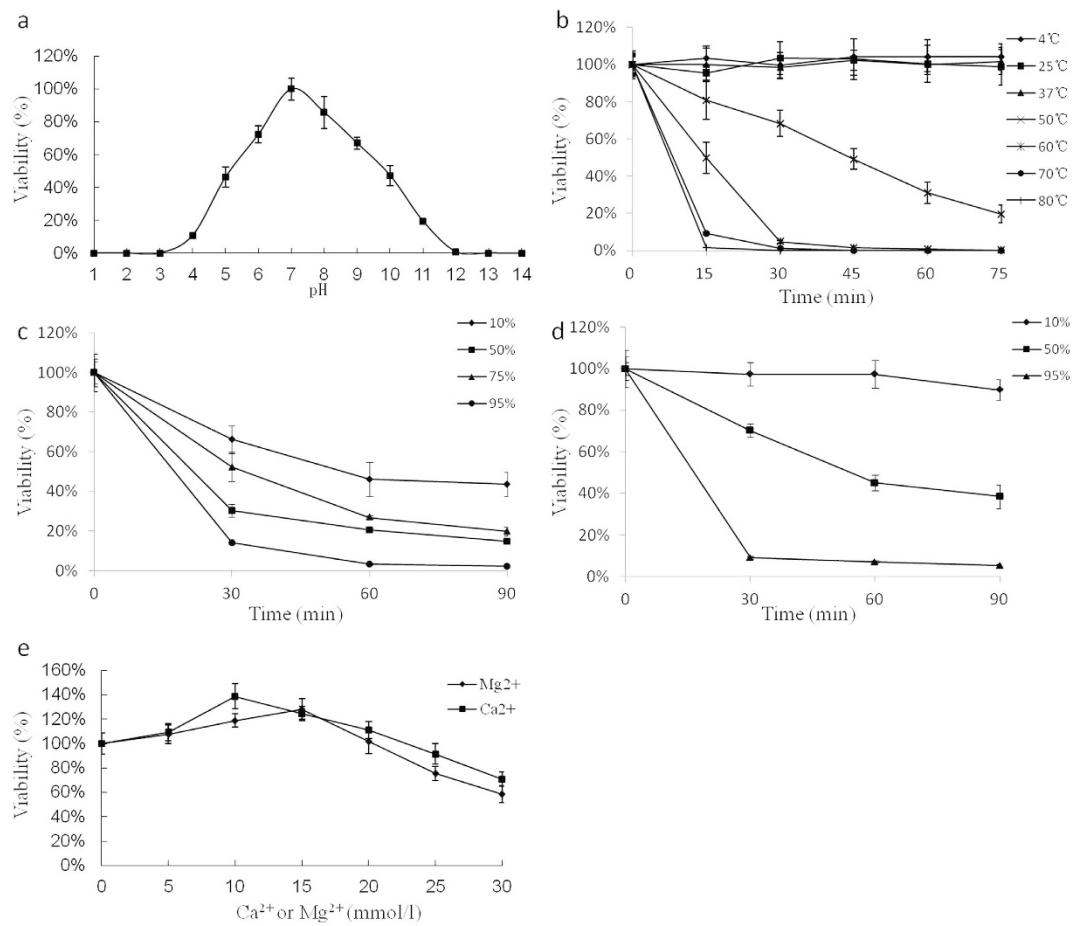 a
120%
100%
80%
60%
40%
20%
0%
Viability (%)
1 2 3 4 5 6 7 8 9 10 11 12 13 14
pH
b
120%
100%
80%
60%
40%
20%
0%
Viability (%)
0 15 30 45 60 75
Time (min)
4℃
25℃
37℃
50℃
60℃
70℃
80℃
c
120%
100%
80%
60%
40%
20%
0%
Viability (%)
0 30 60 90
Time (min)
10%
50%
75%
95%
d
120%
100%
80%
60%
40%
20%
0%
Viability (%)
0 30 60 90
Time (min)
10%
50%
95%
e
160%
140%
120%
100%
80%
60%
40%
20%
0%
Viability (%)
0 5 10 15 20 25 30
Ca²⁺ or Mg²⁺ (mmol/l)
Mg2+
Ca2+